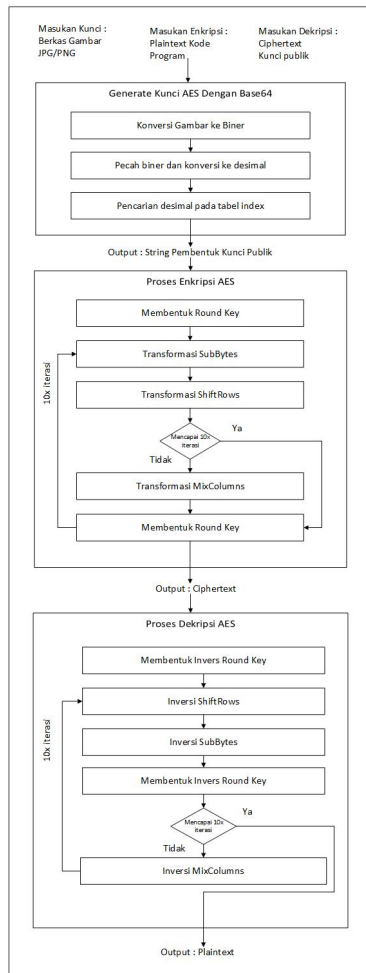 Masukan Kunci :
Berkas Gambar
JPG/PNG
Masukan Enkripsi :
Plaintext Kode
Program
Masukan Dekripsi :
Ciphertext
Kunci publik
Generate Kunci AES Dengan Base64
Konversi Gambar ke Biner
Pecah biner dan konversi ke desimal
Pencarian desimal pada tabel index
Output : String Pembentuk Kunci Publik
Proses Enkripsi AES
Membentuk Round Key
Transformasi SubBytes
10x iterasi
Transformasi ShiftRows
Mencapai 10x
iterasi
Ya
Tidak
Transformasi MixColumns
Membentuk Round Key
Output : Ciphertext
Proses Dekripsi AES
Membentuk Invers Round Key
Inversi ShiftRows
10x iterasi
Inversi SubBytes
Membentuk Invers Round Key
Mencapai 10x
iterasi
Ya
Tidak
Inversi MixColumns
Output : Plaintext